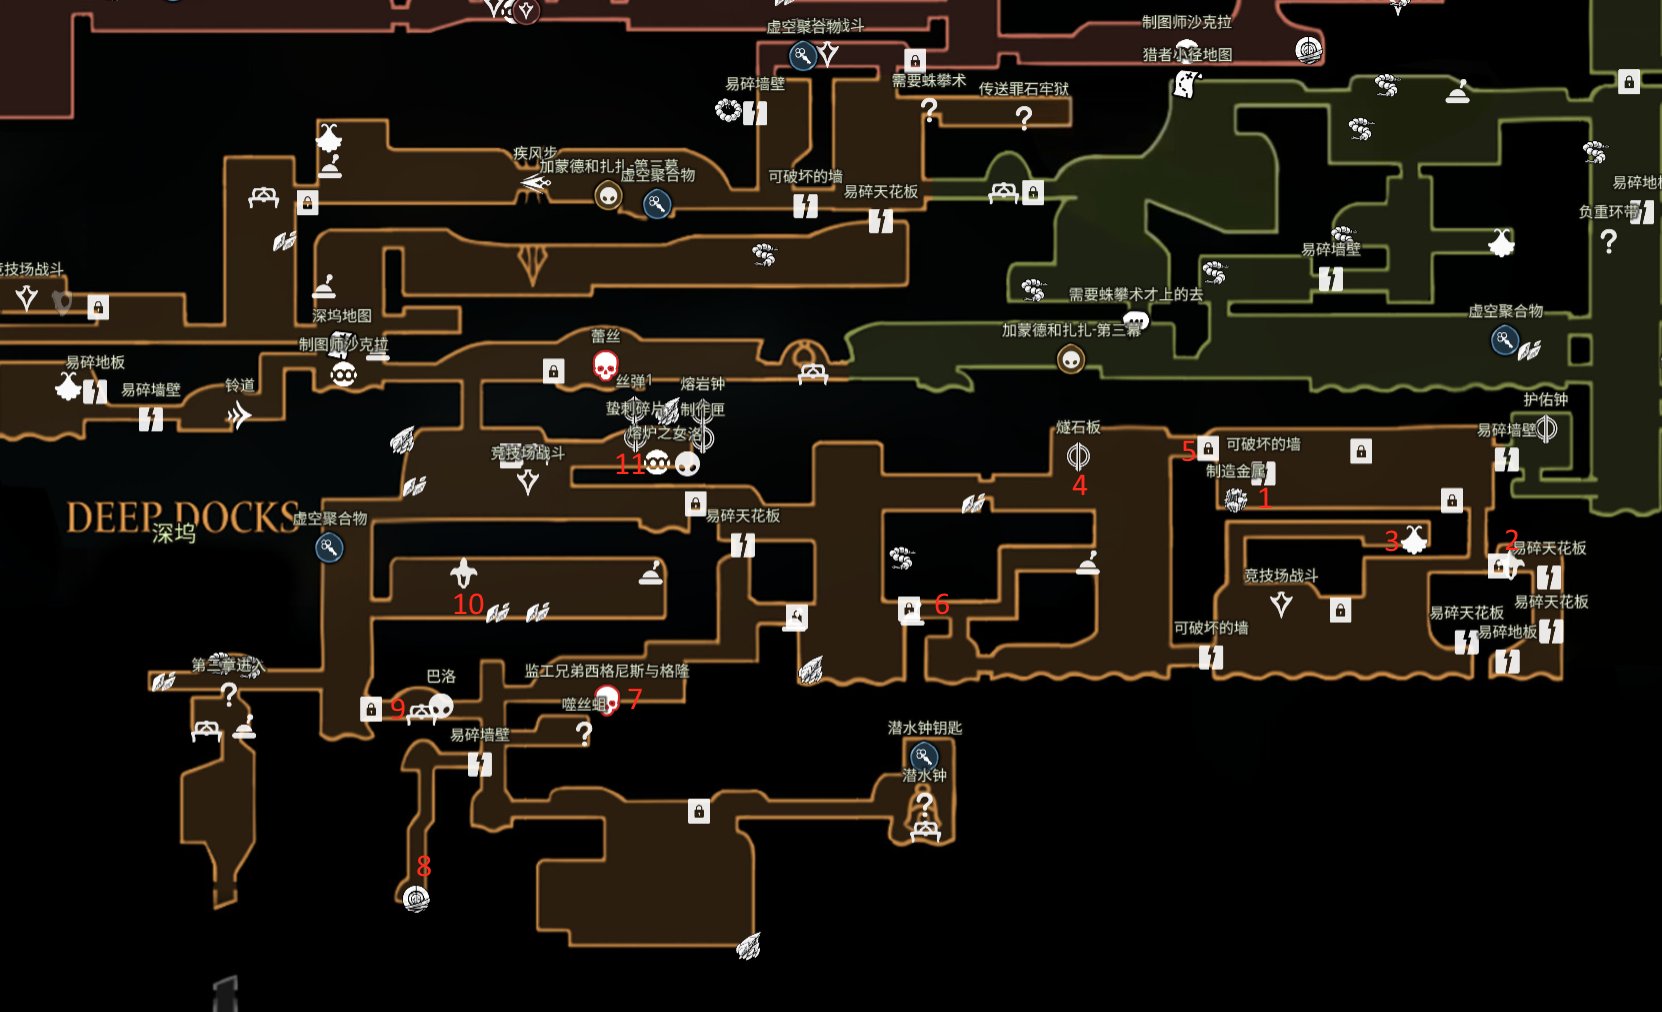 虚空聚合物
制图师沙克拉
猎者小径地图
易碎墙壁
需要蛛攀术
传送罪石牢狱
疾风步
加蒙德和扎扎-第三幕
虚空聚合物
可破坏的墙
易碎天花板
易碎地板
负重环带
竞技场战斗
易碎墙壁
需要蛛攀术才上的去
深坞地图
虚空聚合物
制图师沙克拉
蕾丝
加蒙德和扎扎-第三幕
易碎地板
易碎墙壁
铃道
丝弹1
熔岩钟
护佑钟
蛰刺碎片
制作匣
熔炉之女
燧石板
易碎墙壁
竞技场战斗
11
5
可破坏的墙
制造金属
4
1
DEEP DOCKS
深坞
虚空聚合物
易碎天花板
3
2
易碎天花板
竞技场战斗
10
6
易碎天花板
易碎天花板
可破坏的墙
易碎地板
巴洛
监工兄弟西格尼斯与格隆
9
噬丝蛆
7
易碎墙壁
潜水钟钥匙
潜水钟
8